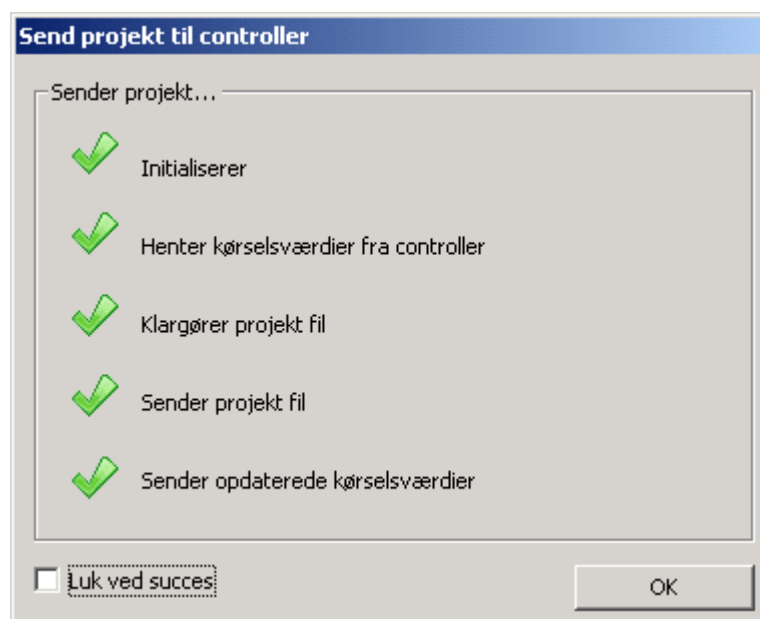 Send projekt til controller
Sender projekt...
Initialiserer
Henter kørselsværdier fra controller
Klargører projekt fil
Sender projekt fil
Sender opdaterede kørselsværdier
Luk ved succes
OK